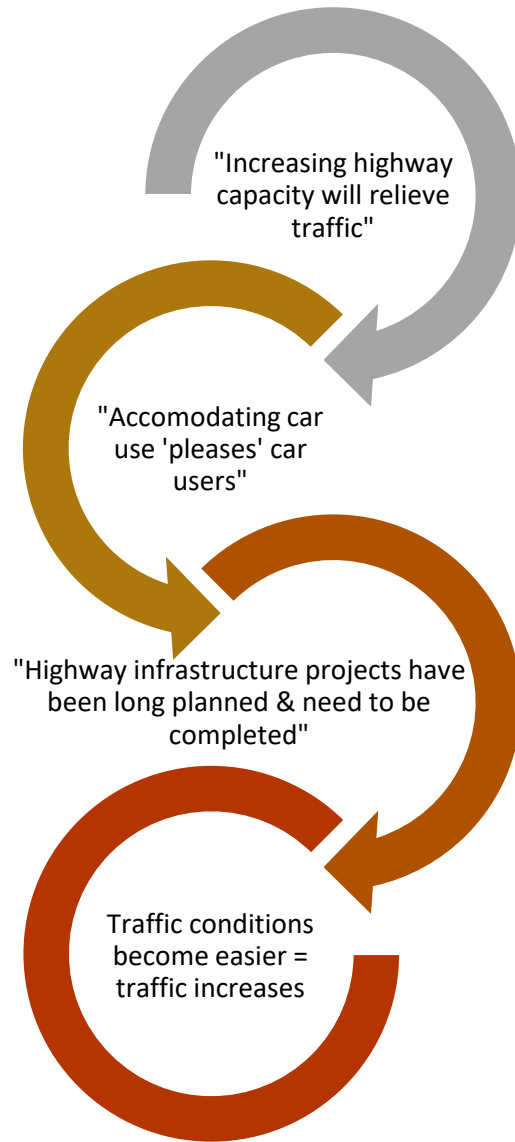 "Increasing highway
capacity will relieve
traffic"
"Accomodating car
use 'pleases' car
users"
"Highway infrastructure projects have
been long planned & need to be
completed"
Traffic conditions
become easier =
traffic increases